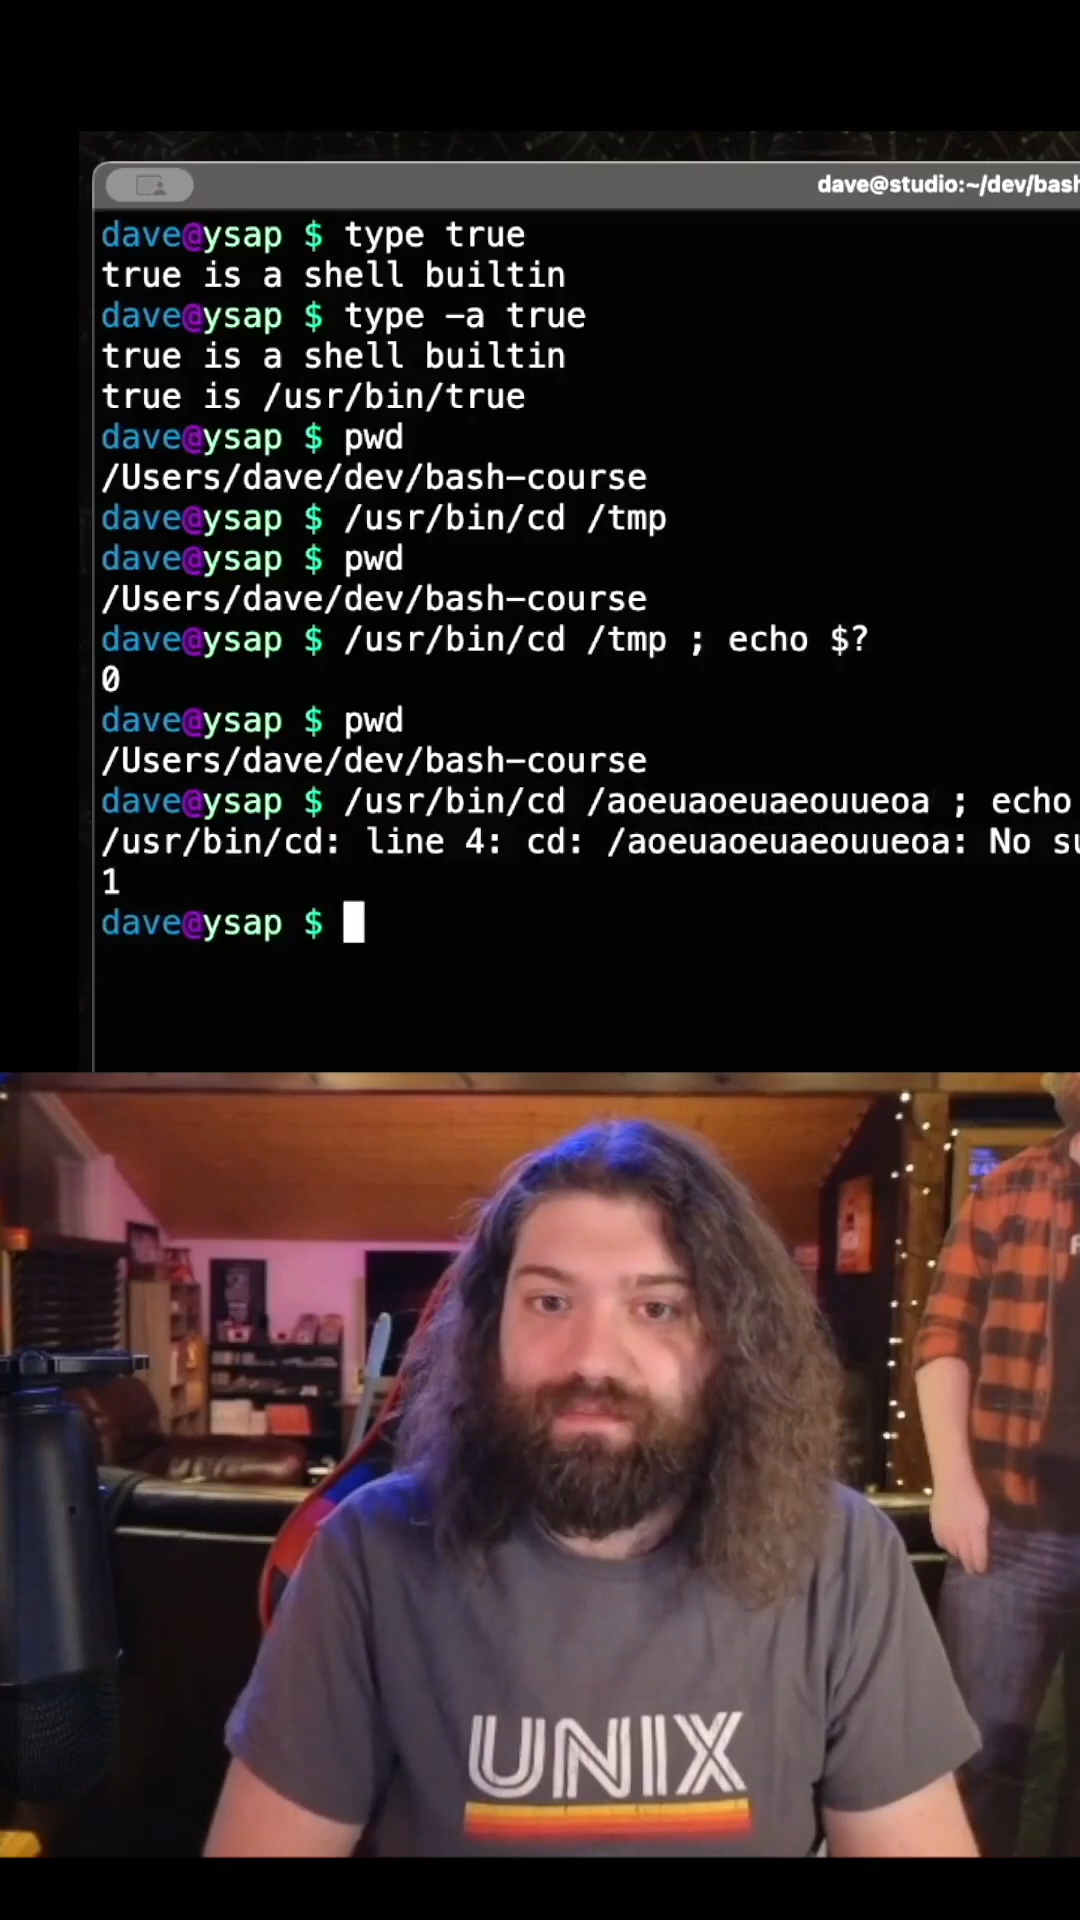 dave@studio:~/dev/bash
dave@ysap $ type true
true is a shell builtin
dave@ysap $ type -a true
true is a shell builtin
true is /usr/bin/true
dave@ysap $ pwd
/Users/dave/dev/bash-course
dave@ysap $ /usr/bin/cd /tmp
dave@ysap $ pwd
/Users/dave/dev/bash-course
dave@ysap $ /usr/bin/cd /tmp ; echo $?
0
dave@ysap $ pwd
/Users/dave/dev/bash-course
dave@ysap $ /usr/bin/cd /aoeuaoeuaeouueoa ; echo
/usr/bin/cd: line 4: cd: /aoeuaoeuaeouueoa: No su
1
dave@ysap $
UNIX